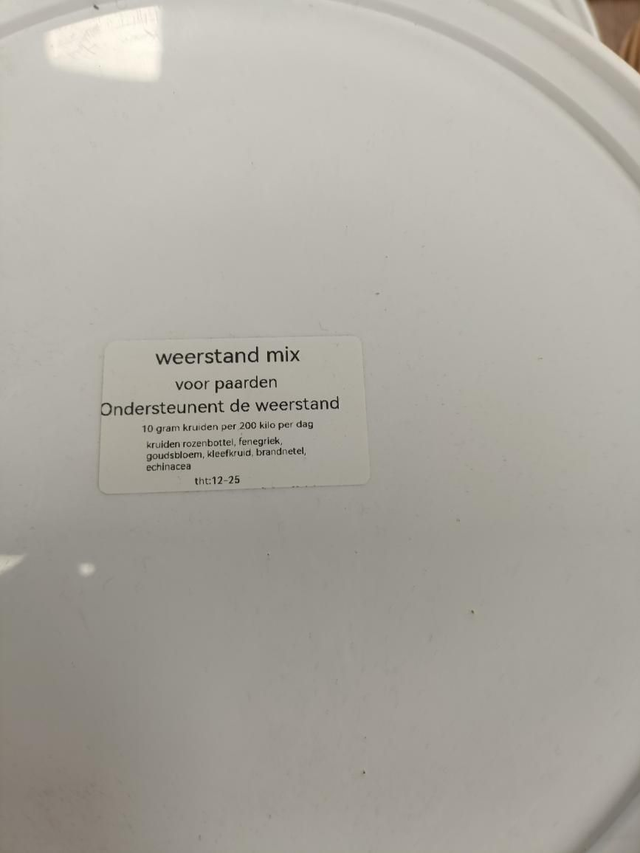 weerstand mix
voor paarden
Ondersteunent de weerstand
10 gram kruiden per 200 kilo per dag
kruiden rozenbottel, fenegriek,
goudsbloem, kleefkruid, brandnetel,
echinacea
tht:12-25